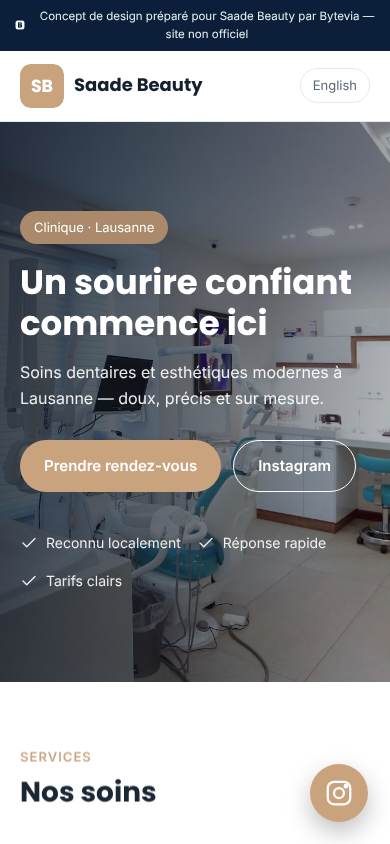 Concept de design préparé pour Saade Beauty par Bytevia —
site non officiel
SB
Saade Beauty
English
Clinique · Lausanne
Un sourire confiant
commence ici
Soins dentaires et esthétiques modernes à
Lausanne — doux, précis et sur mesure.
Prendre rendez-vous
Instagram
Reconnu localement
Réponse rapide
Tarifs clairs
SERVICES
Nos soins